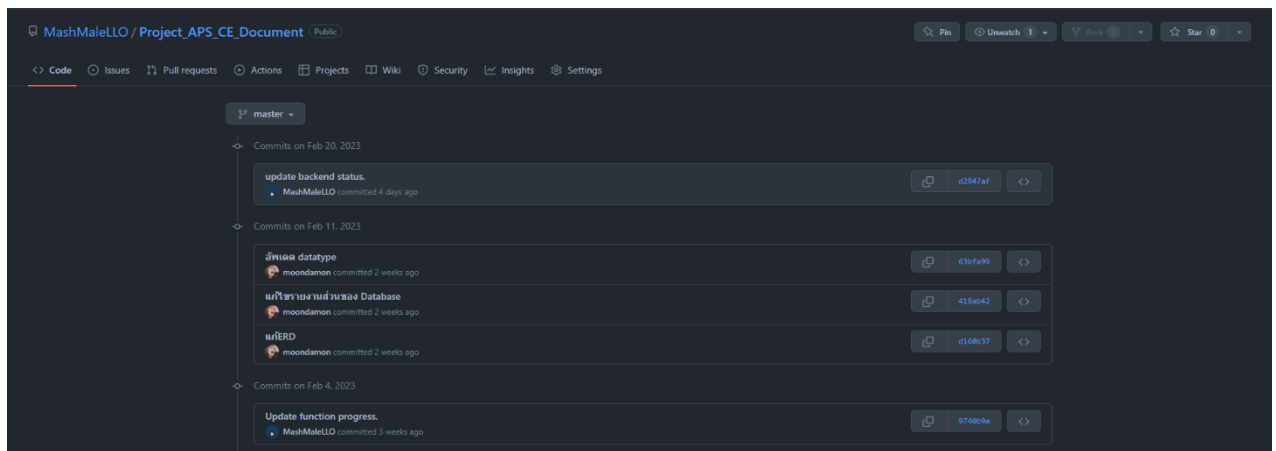 MashMaleLLO / Project_APS_CE_Document Public
Pin
Unwatch 1
Fork 0
Star 0
Code Issues Pull requests Actions Projects Wiki Security Insights Settings
master
Commits on Feb 20, 2023
update backend status.
MashMaleLLO committed 4 days ago
d2847af
Commits on Feb 11, 2023
อัพเดด datatype
moondamon committed 2 weeks ago
63bfa99
แก้ไขรายงานส่วนของ Database
moondamon committed 2 weeks ago
418ab42
แก้ERD
moondamon committed 2 weeks ago
d160b37
Commits on Feb 4, 2023
Update function progress.
MashMaleLLO committed 3 weeks ago
9740b9a